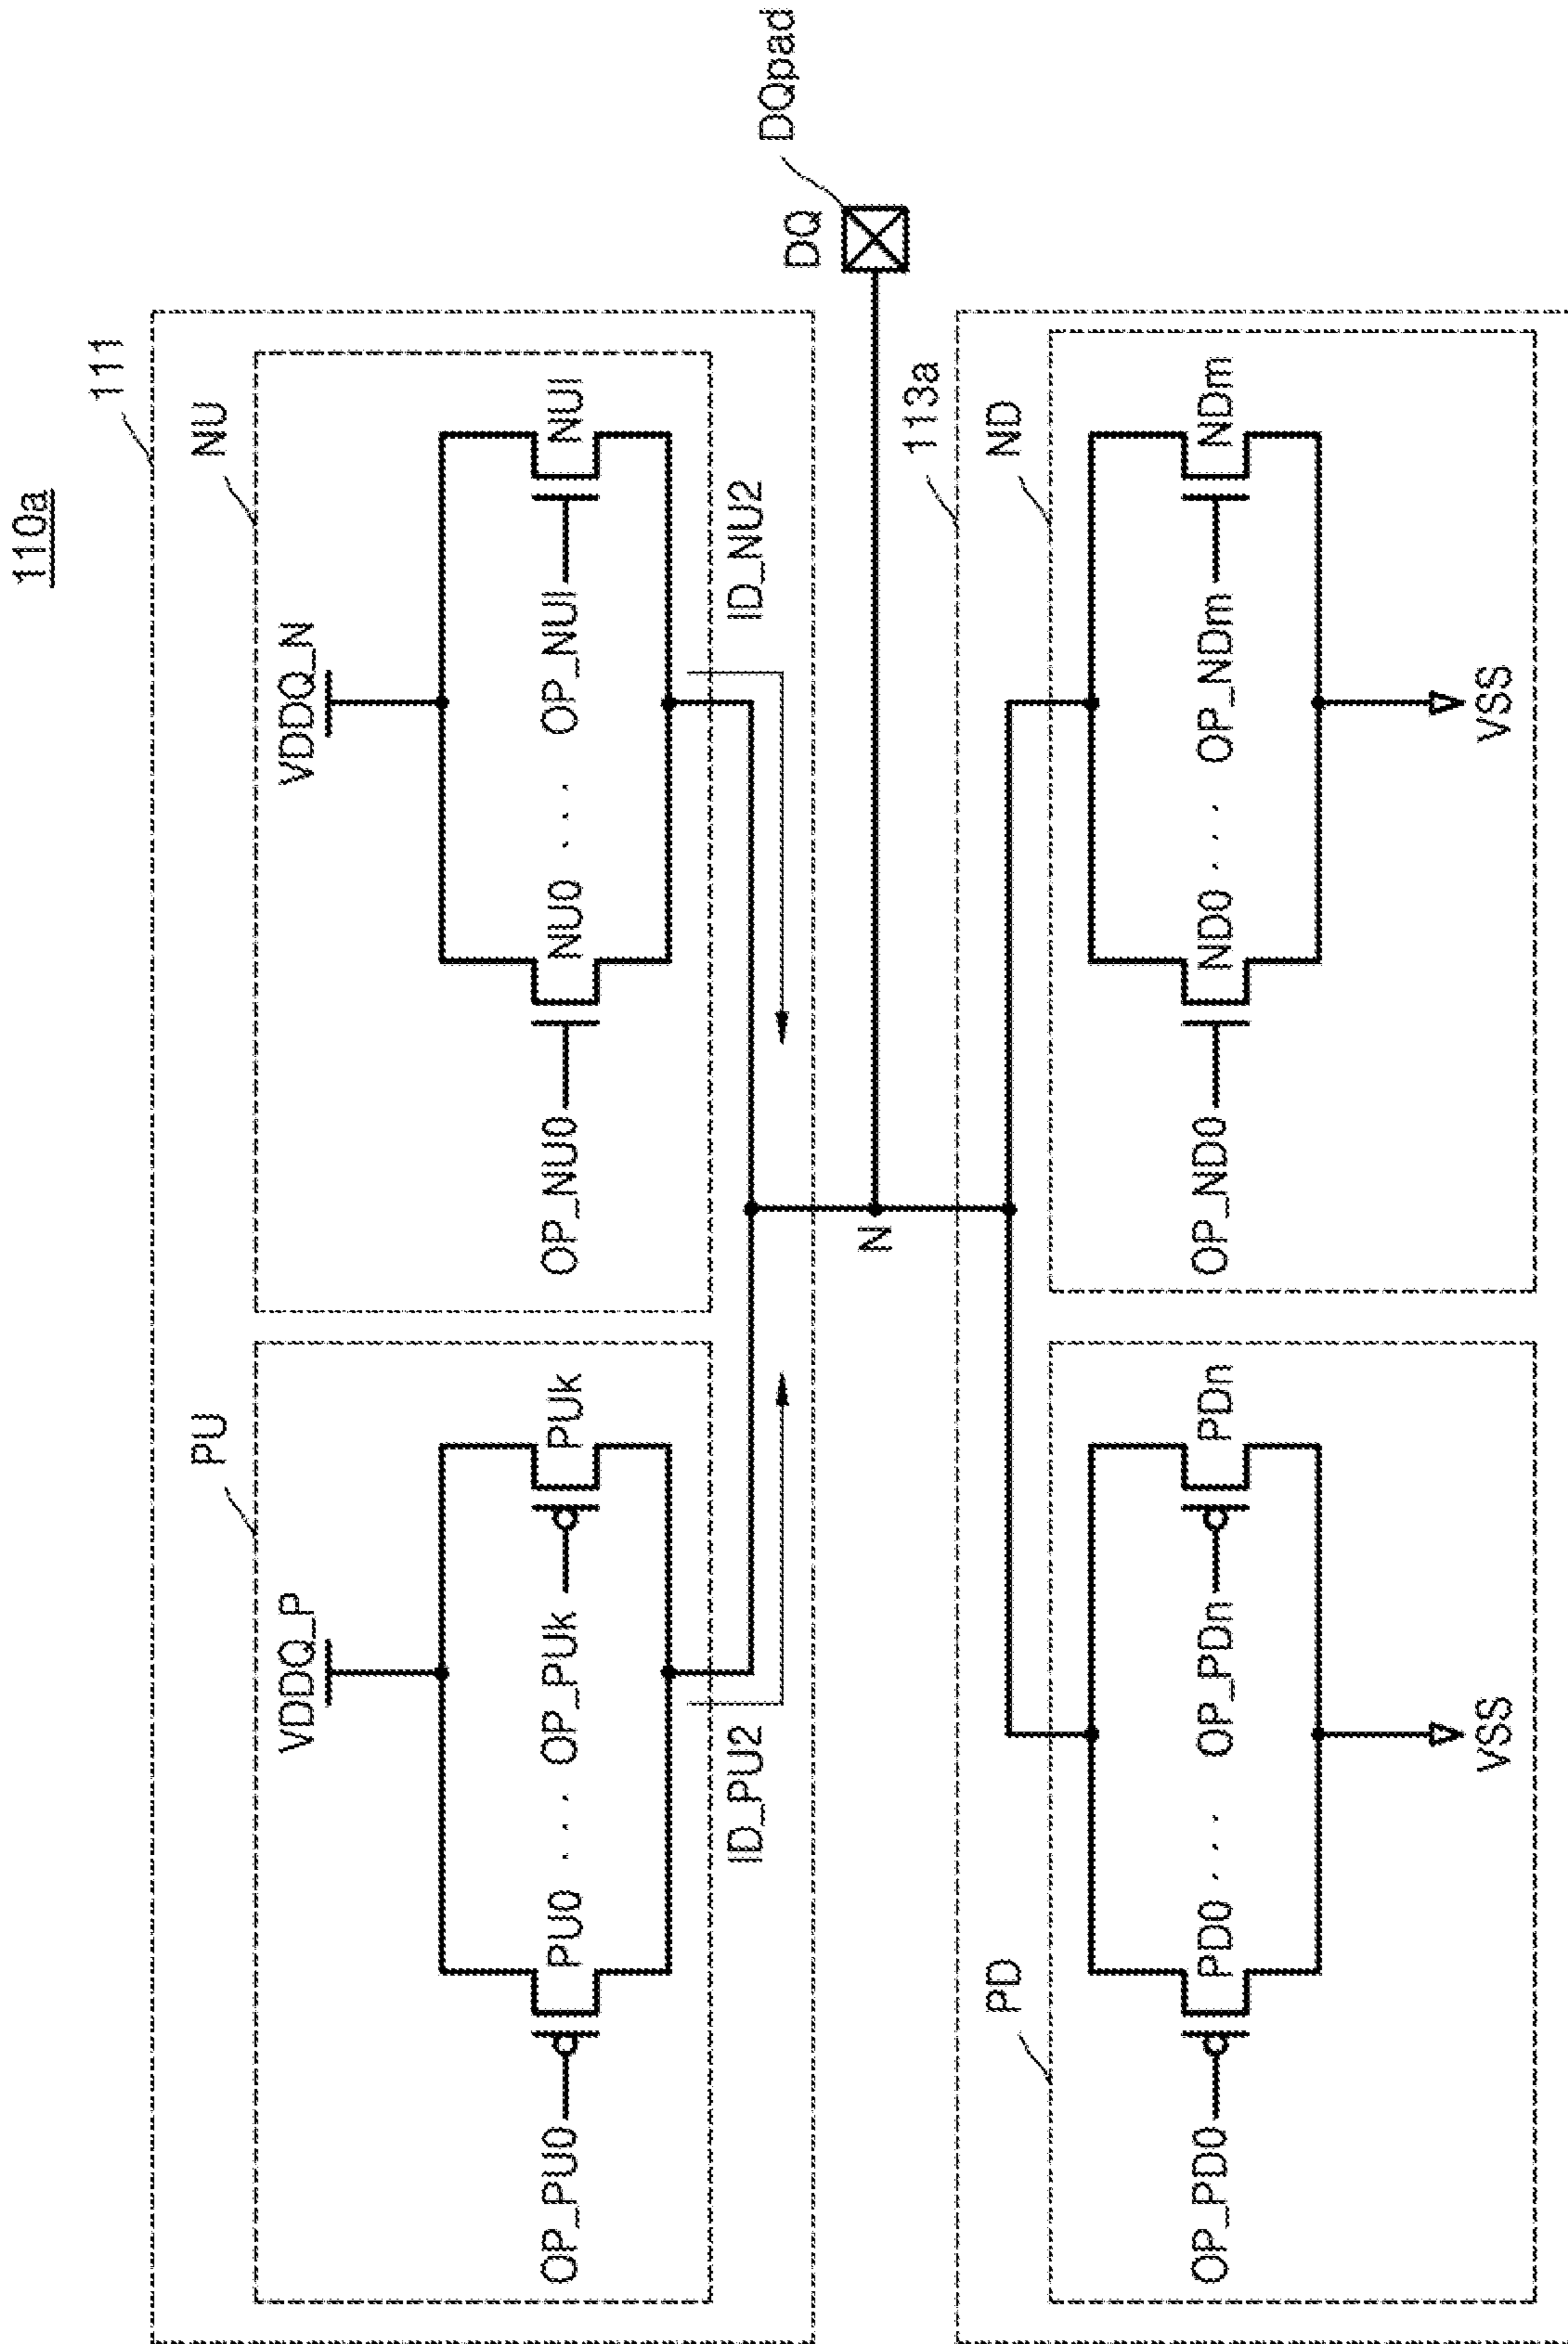 110a
111
PU
NU
VDDQ_P
VDDQ_N
OP_PU0
PU0 . . . OP_PUk
PUk
OP_NU0
NU0 . . . OP_NUl
NUl
ID_PU2
ID_NU2
DQ
DQpad
N
113a
PD
ND
OP_PD0
PD0 . . . OP_PDn
PDn
OP_ND0
ND0 . . . OP_NDm
NDm
VSS
VSS